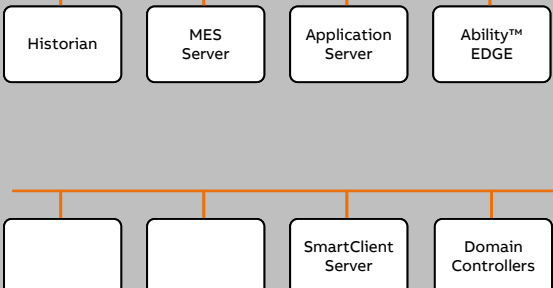 Historian
MES
Server
Application
Server
Ability™
EDGE
SmartClient
Server
Domain
Controllers